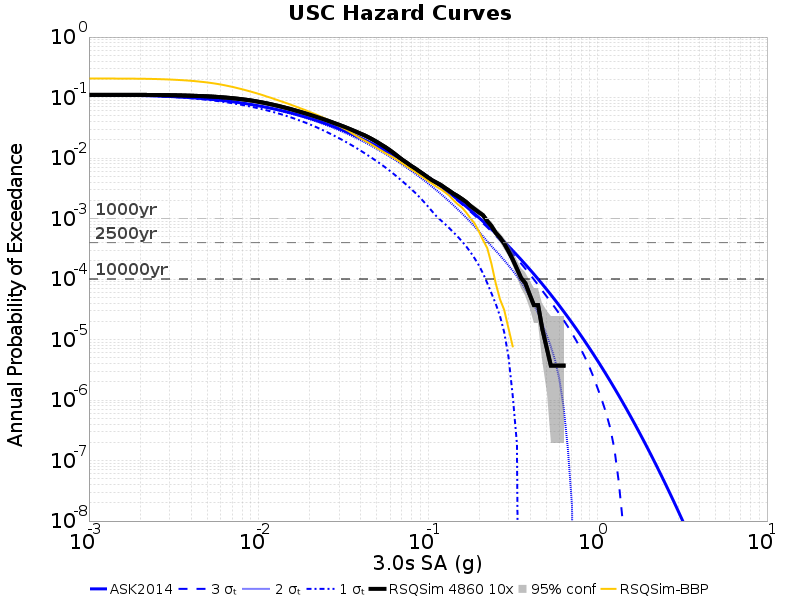 USC Hazard Curves
Annual Probability of Exceedance
10^0
10^-1
10^-2
10^-3
10^-4
10^-5
10^-6
10^-7
10^-8
1000yr
2500yr
10000yr
10^-3 10^-2 10^-1 10^0 10^1
3.0s SA (g)
ASK2014 3 σₜ 2 σₜ 1 σₜ RSQSim 4860 10x 95% conf RSQSim-BBP